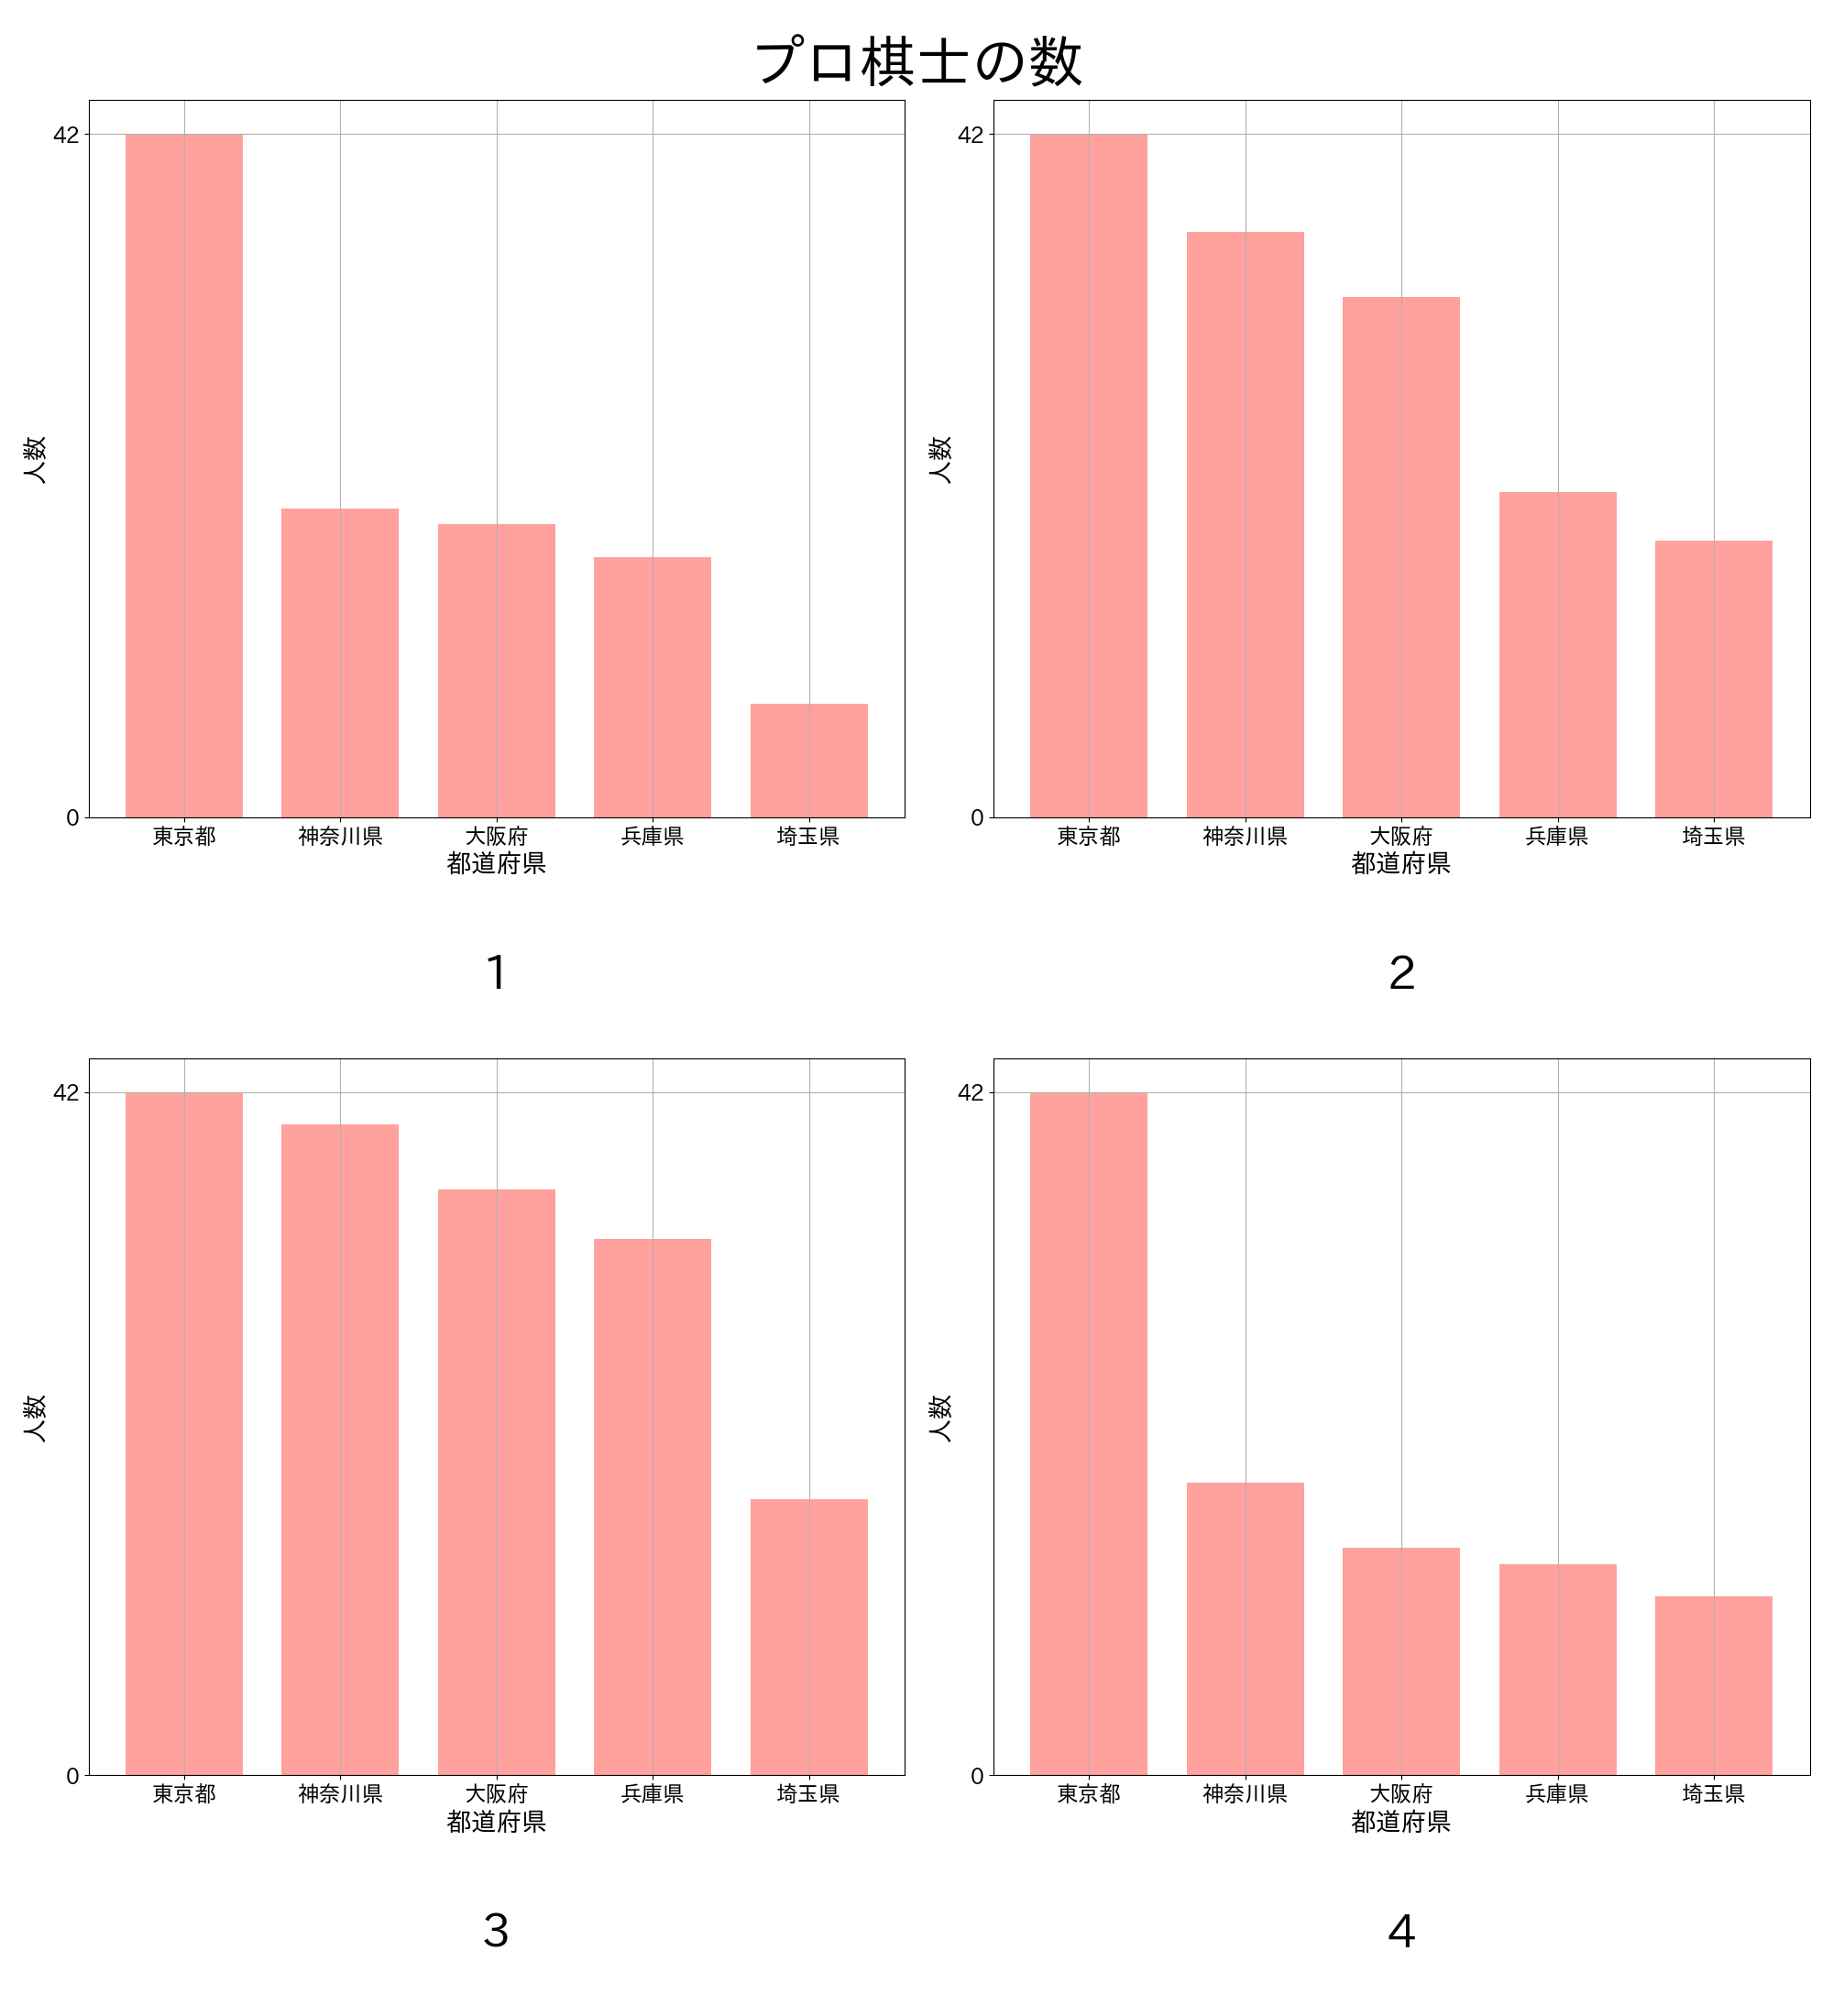 プロ棋士の数
42
0
人数
東京都 神奈川県 大阪府 兵庫県 埼玉県
都道府県
1
42
0
人数
東京都 神奈川県 大阪府 兵庫県 埼玉県
都道府県
2
42
0
人数
東京都 神奈川県 大阪府 兵庫県 埼玉県
都道府県
3
42
0
人数
東京都 神奈川県 大阪府 兵庫県 埼玉県
都道府県
4